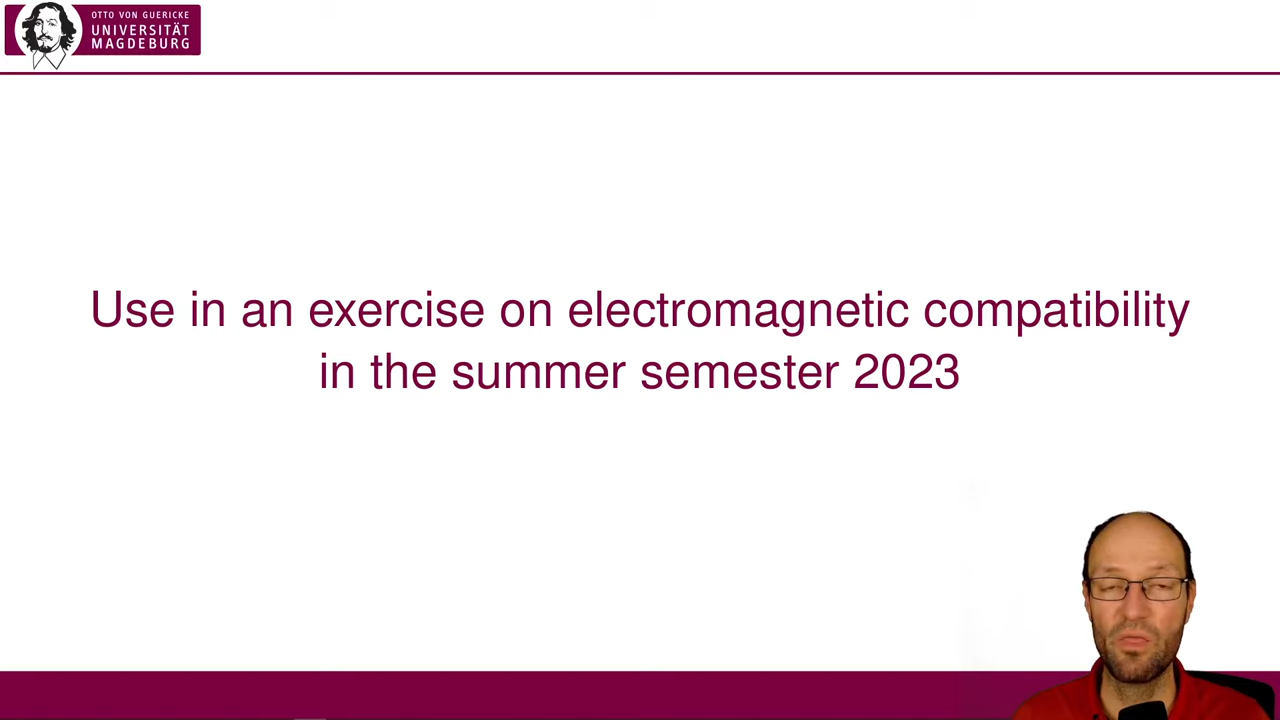 OTTO VON GUERICKE
UNIVERSITÄT
MAGDEBURG
Use in an exercise on electromagnetic compatibility
in the summer semester 2023